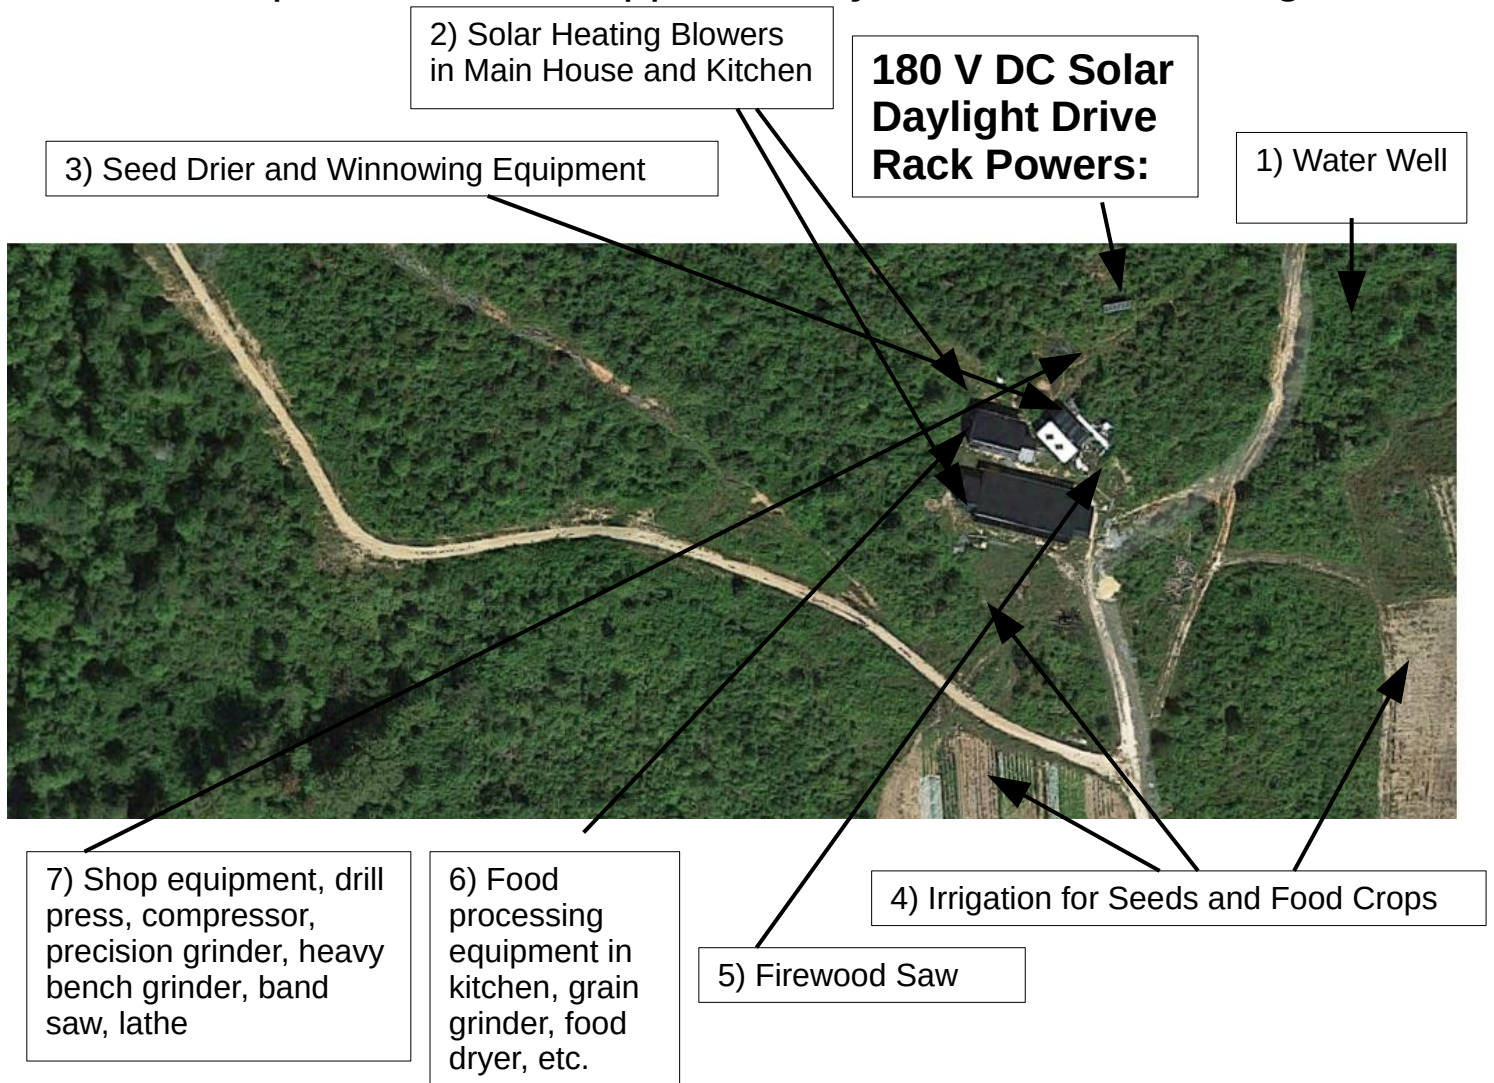 2) Solar Heating Blowers
in Main House and Kitchen
180 V DC Solar
Daylight Drive
Rack Powers:
3) Seed Drier and Winnowing Equipment
1) Water Well
7) Shop equipment, drill
press, compressor,
precision grinder, heavy
bench grinder, band
saw, lathe
6) Food
processing
equipment in
kitchen, grain
grinder, food
dryer, etc.
5) Firewood Saw
4) Irrigation for Seeds and Food Crops